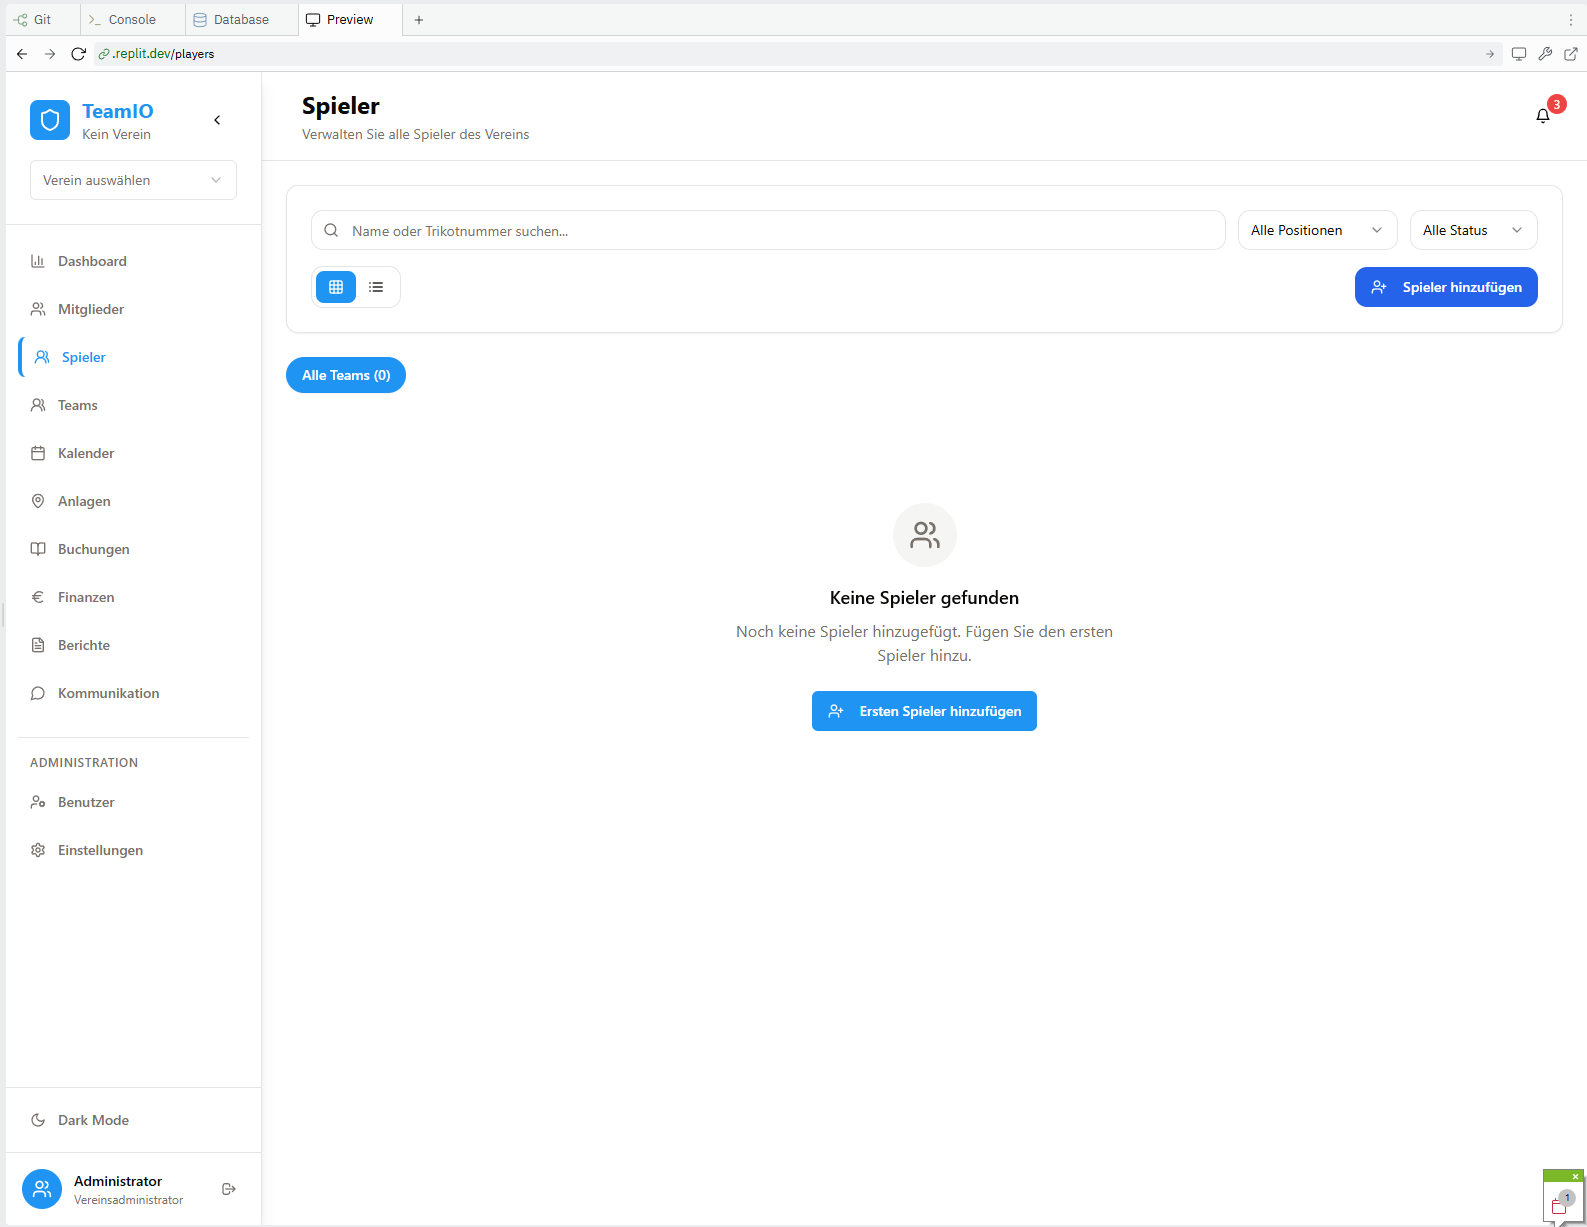 Git
Console
Database
Preview
.replit.dev/players
TeamIO
Kein Verein
Verein auswählen
Dashboard
Mitglieder
Spieler
Teams
Kalender
Anlagen
Buchungen
Finanzen
Berichte
Kommunikation
ADMINISTRATION
Benutzer
Einstellungen
Dark Mode
Administrator
Vereinsadministrator
Spieler
Verwalten Sie alle Spieler des Vereins
3
Name oder Trikotnummer suchen...
Alle Positionen
Alle Status
Spieler hinzufügen
Alle Teams (0)
Keine Spieler gefunden
Noch keine Spieler hinzugefügt. Fügen Sie den ersten
Spieler hinzu.
Ersten Spieler hinzufügen
1